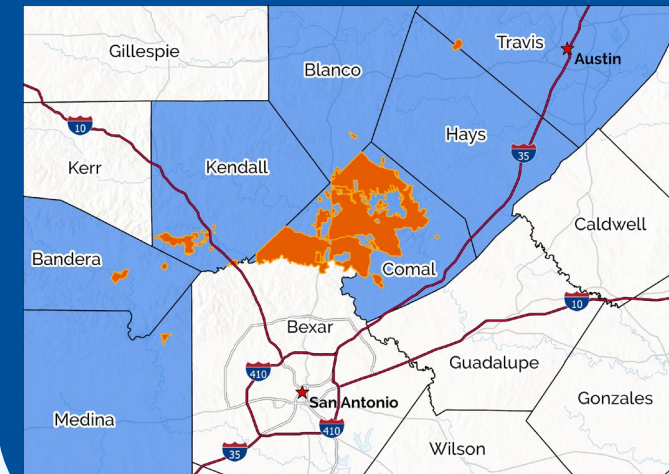 Gillespie
Blanco
Travis
Austin
Hays
10
35
Kerr
Kendall
Caldwell
Bandera
Comal
10
Bexar
Guadalupe
410
Gonzales
San Antonio
Medina
410
35
Wilson